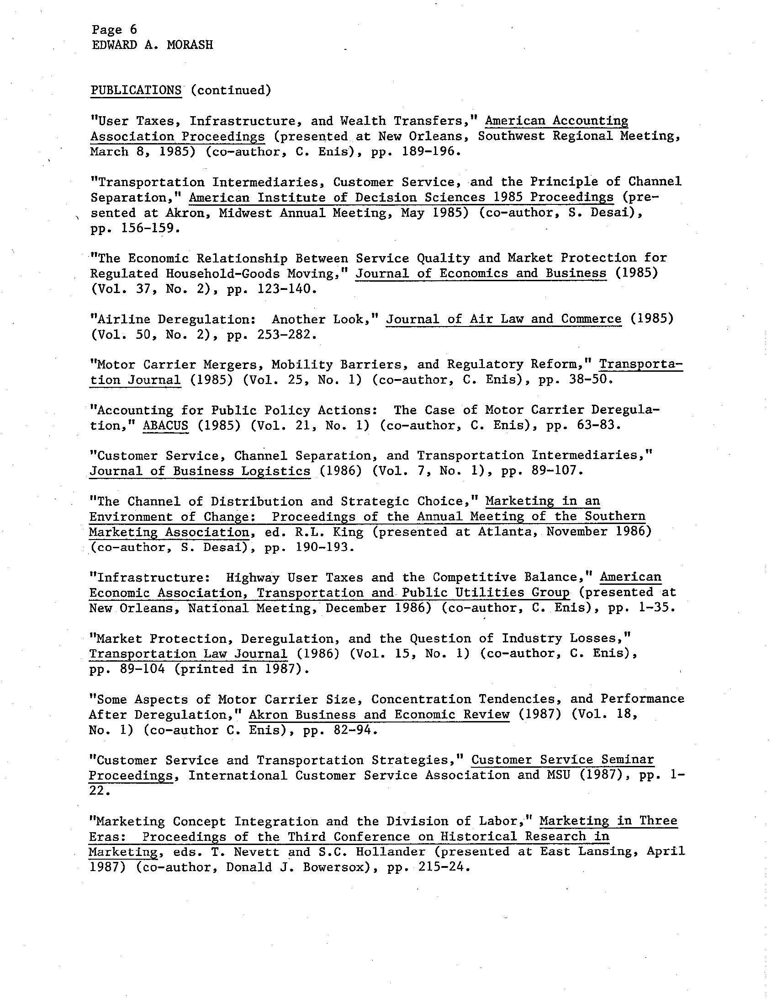 Page 6
EDWARD A. MORASH
PUBLICATIONS (continued)
"User Taxes, Infrastructure, and Wealth Transfers," American Accounting
Association Proceedings (presented at New Orleans, Southwest Regional Meeting,
March 8, 1985) (co-author, C. Enis), pp. 189-196.
"Transportation Intermediaries, Customer Service, and the Principle of Channel
Separation," American Institute of Decision Sciences 1985 Proceedings (pre-
sented at Akron, Midwest Annual Meeting, May 1985) (co-author, S. Desai),
pp. 156-159.
"The Economic Relationship Between Service Quality and Market Protection for
Regulated Household-Goods Moving," Journal of Economics and Business (1985)
(Vol. 37, No. 2), pp. 123-140.
"Airline Deregulation:  Another Look," Journal of Air Law and Commerce (1985)
(Vol. 50, No. 2), pp. 253-282.
"Motor Carrier Mergers, Mobility Barriers, and Regulatory Reform," Transporta-
tion Journal (1985) (Vol. 25, No. 1) (co-author, C. Enis), pp. 38-50.
"Accounting for Public Policy Actions:  The Case of Motor Carrier Deregula-
tion," ABACUS (1985) (Vol. 21, No. 1) (co-author, C. Enis), pp. 63-83.
"Customer Service, Channel Separation, and Transportation Intermediaries,"
Journal of Business Logistics (1986) (Vol. 7, No. 1), pp. 89-107.
"The Channel of Distribution and Strategic Choice," Marketing in an
Environment of Change:  Proceedings of the Annual Meeting of the Southern
Marketing Association, ed. R.L. King (presented at Atlanta, November 1986)
(co-author, S. Desai), pp. 190-193.
"Infrastructure:  Highway User Taxes and the Competitive Balance," American
Economic Association, Transportation and Public Utilities Group (presented at
New Orleans, National Meeting, December 1986) (co-author, C. Enis), pp. 1-35.
"Market Protection, Deregulation, and the Question of Industry Losses,"
Transportation Law Journal (1986) (Vol. 15, No. 1) (co-author, C. Enis),
pp. 89-104 (printed in 1987).
"Some Aspects of Motor Carrier Size, Concentration Tendencies, and Performance
After Deregulation," Akron Business and Economic Review (1987) (Vol. 18,
No. 1) (co-author C. Enis), pp. 82-94.
"Customer Service and Transportation Strategies," Customer Service Seminar
Proceedings, International Customer Service Association and MSU (1987), pp. 1-
22.
"Marketing Concept Integration and the Division of Labor," Marketing in Three
Eras:  Proceedings of the Third Conference on Historical Research in
Marketing, eds. T. Nevett and S.C. Hollander (presented at East Lansing, April
1987) (co-author, Donald J. Bowersox), pp. 215-24.